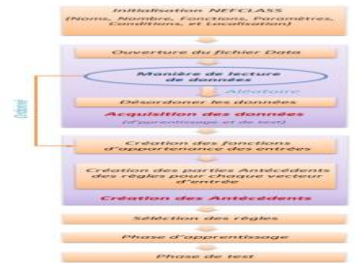 Initialisation NEFCLASS
(Noms, Nombre, Fonctions, Paramètres,
Conditions, et Localisation)
Ouverture du fichier Data
Manière de lecture
de données
Aléatoire
Désordonner les données
Acquisition des données
(d'apprentissage et de test)
Ordonné
Création des fonctions
d'appartenance des entrées
Création des parties Antécédents
des règles pour chaque vecteur
d'entrée
Création des Antécédents
Séléction des règles
Phase d'apprentissage
Phase de test